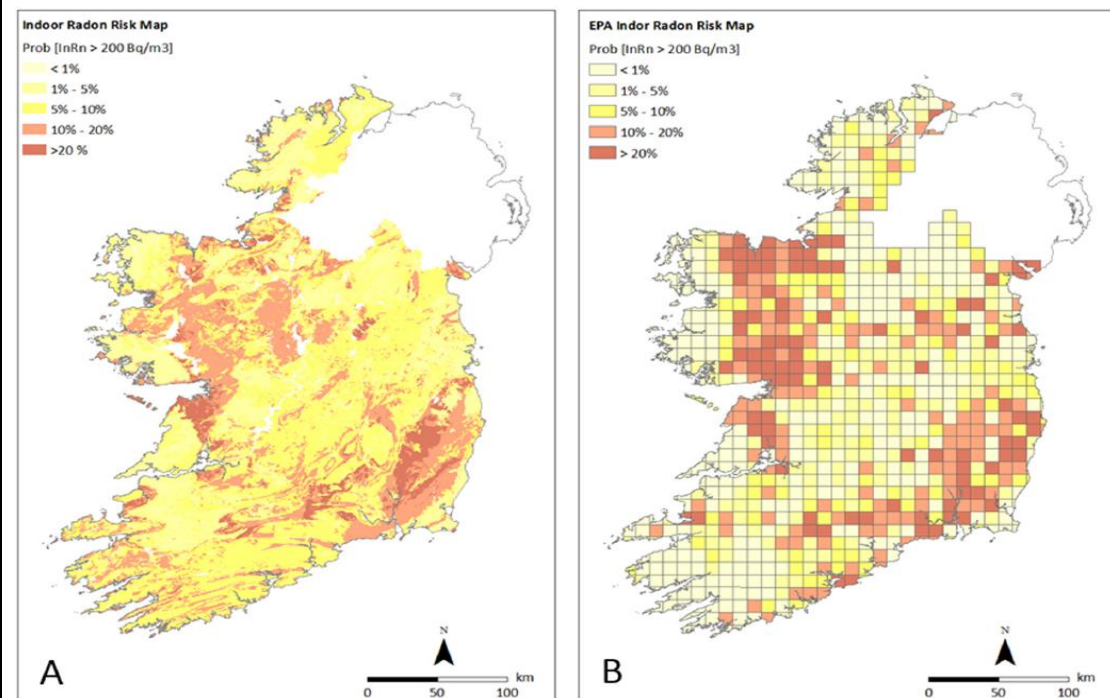 Indoor Radon Risk Map
Prob [InRn > 200 Bq/m3]
< 1%
1% - 5%
5% - 10%
10% - 20%
>20 %
N
A
km
0 50 100
EPA Indor Radon Risk Map
Prob [InRn > 200 Bq/m3]
< 1%
1% - 5%
5% - 10%
10% - 20%
> 20%
N
B
km
0 50 100